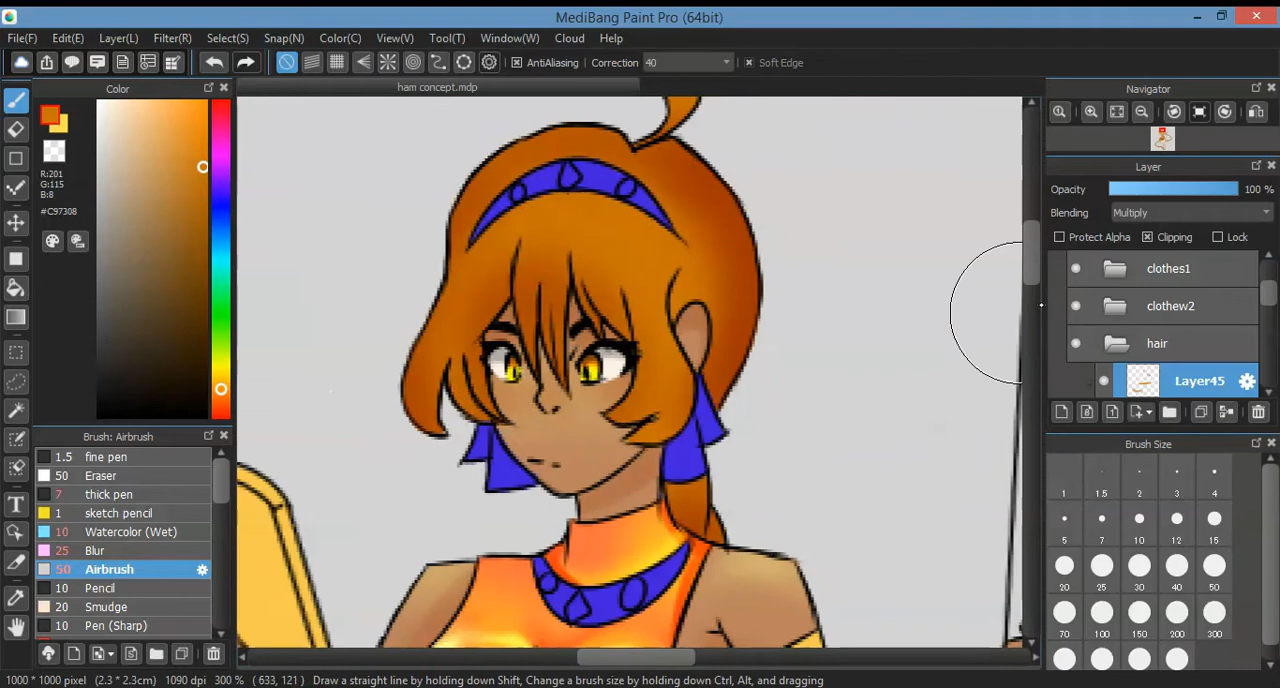 MediBang Paint Pro (64bit)
File(F) Edit(E) Layer(L) Filter(R) Select(S) Snap(N) Color(C) View(V) Tool(T) Window(W) Cloud Help
AntiAliasing Correction 40 Soft Edge
Color
ham concept.mdp
Navigator
R:201
G:115
B:8
#C97308
Layer
Opacity 100 %
Blending Multiply
Protect Alpha Clipping Lock
clothes1
clothew2
hair
Layer45
Brush: Airbrush
1.5 fine pen
50 Eraser
7 thick pen
1 sketch pencil
10 Watercolor (Wet)
25 Blur
50 Airbrush
10 Pencil
20 Smudge
10 Pen (Sharp)
Brush Size
1 1.5 2 3 4
5 7 10 12 15
20 25 30 40 50
70 100 150 200 300
1000 * 1000 pixel (2.3 * 2.3cm) 1090 dpi 300 % ( 633, 121 ) Draw a straight line by holding down Shift, Change a brush size by holding down Ctrl, Alt, and dragging